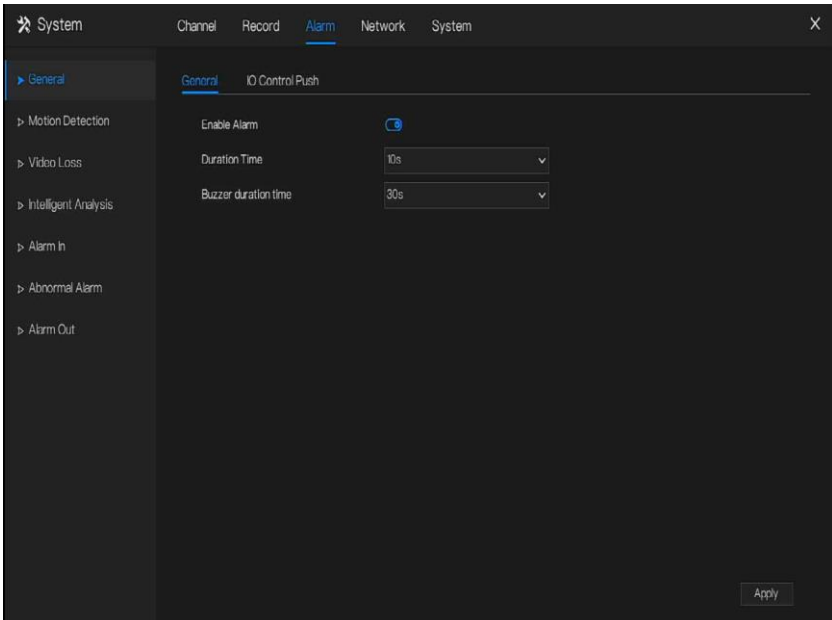 System
Channel Record Alarm Network System X
General
Motion Detection
Video Loss
Intelligent Analysis
Alarm In
Abnormal Alarm
Alarm Out
General IO Control Push
Enable Alarm
Duration Time 10s
Buzzer duration time 30s
Apply